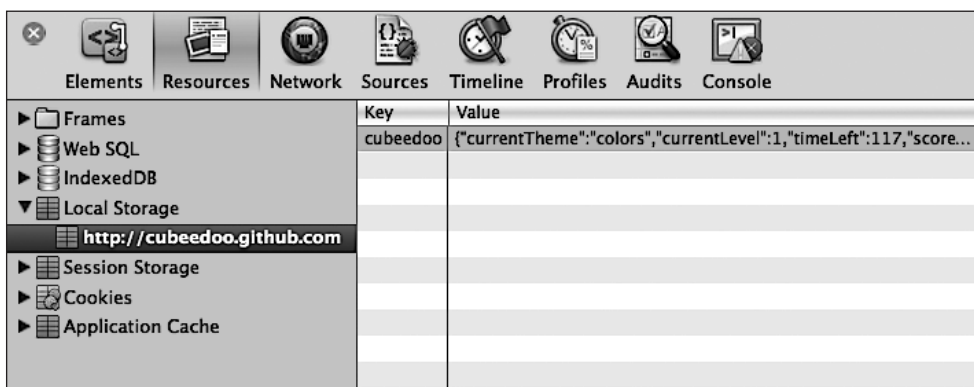 Elements Resources Network Sources Timeline Profiles Audits Console
Frames
Web SQL
IndexedDB
Local Storage
http://cubeedoo.github.com
Session Storage
Cookies
Application Cache
Key Value
cubeedoo {"currentTheme":"colors","currentLevel":1,"timeLeft":117,"score...